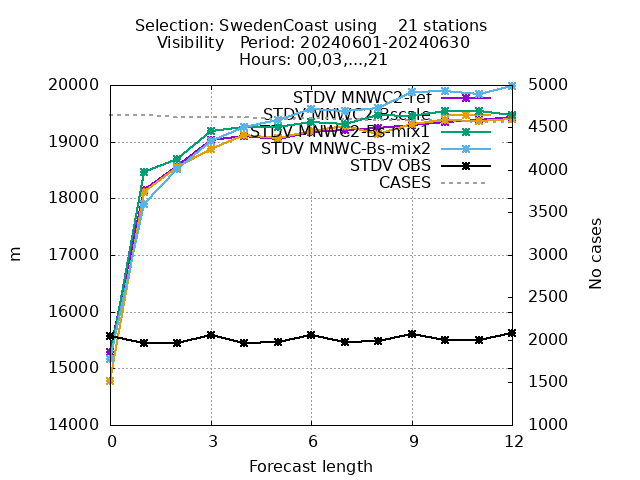 Selection: SwedenCoast using    21 stations
Visibility   Period: 20240601-20240630
Hours: 00,03,...,21
STDV MNWC2-ref
STDV MNWC2-Bscale
STDV MNWC2-Bs-mix1
STDV MNWC-Bs-mix2
STDV OBS
CASES
20000
19000
18000
17000
16000
15000
14000
m
5000
4500
4000
3500
3000
2500
2000
1500
1000
No cases
0 3 6 9 12
Forecast length